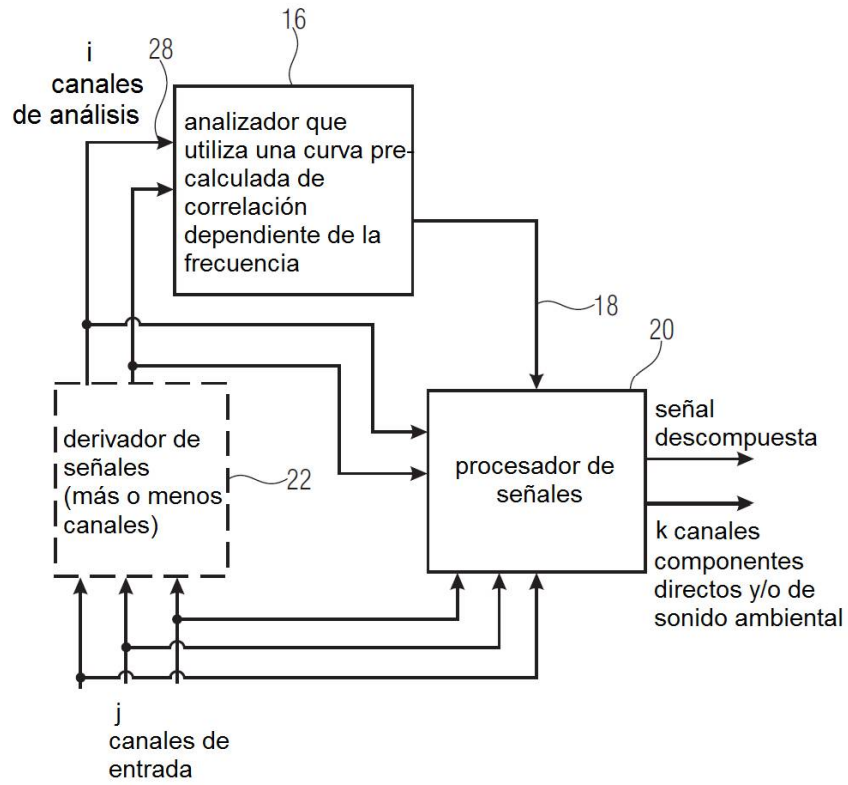 16
i
canales
de análisis
28
analizador que
utiliza una curva pre-
calculada de
correlación
dependiente de la
frecuencia
18
20
derivador de
señales
(más o menos
canales)
22
procesador de
señales
señal
descompuesta
k canales
componentes
directos y/o de
sonido ambiental
j
canales de
entrada